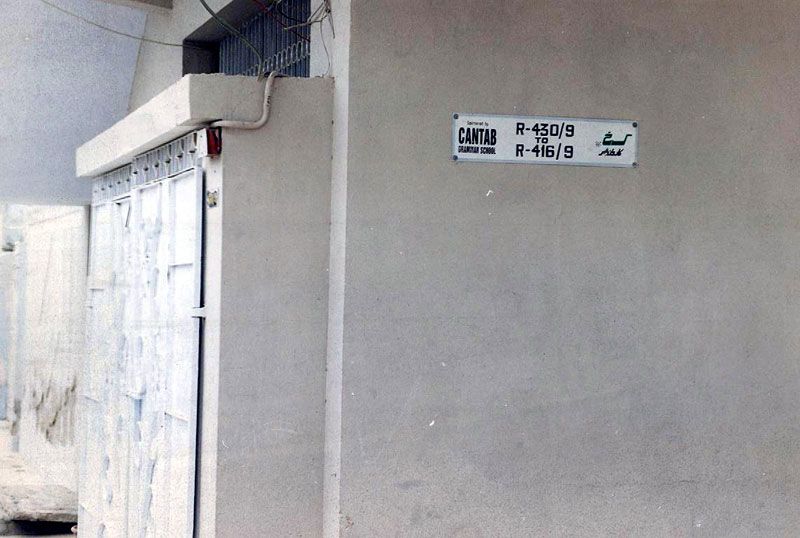 Sponsored by
CANTAB
GRAMMAR SCHOOL
R-430/9
TO
R-416/9